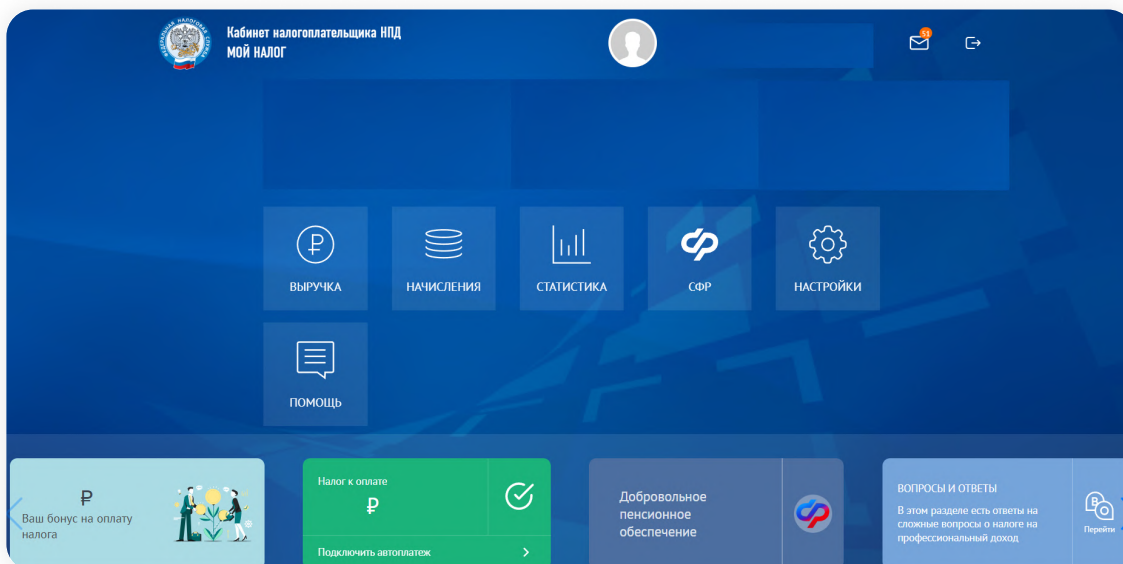 Кабинет налогоплательщика НПД
МОЙ НАЛОГ
51
ВЫРУЧКА
НАЧИСЛЕНИЯ
СТАТИСТИКА
СФР
НАСТРОЙКИ
ПОМОЩЬ
₽
Ваш бонус на оплату
налога
Налог к оплате
₽
Подключить автоплатеж
Добровольное
пенсионное
обеспечение
ВОПРОСЫ И ОТВЕТЫ
В этом разделе есть ответы на
сложные вопросы о налоге на
профессиональный доход
Перейти